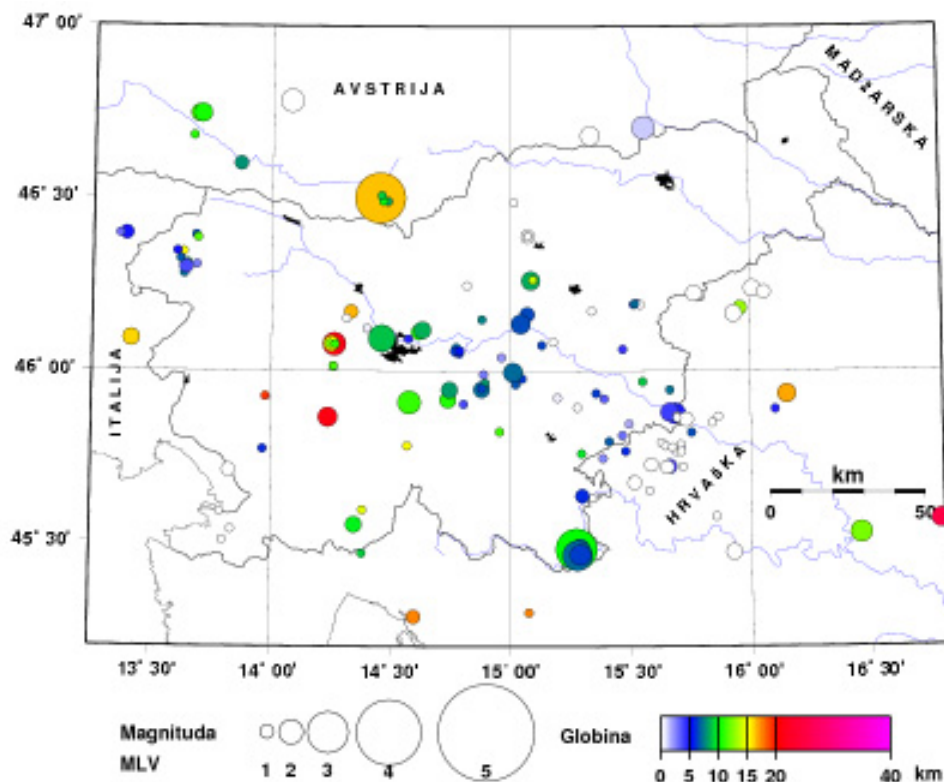 47° 00'
AVSTRIJA
MADžARSKA
46° 30'
46° 00'
ITALIJA
HRVAšKA
km
0 50
45° 30'
13° 30' 14° 00' 14° 30' 15° 00' 15° 30' 16° 00' 16° 30'
Magnituda
MLV
1 2 3 4 5
Globina
0 5 10 15 20 40 km